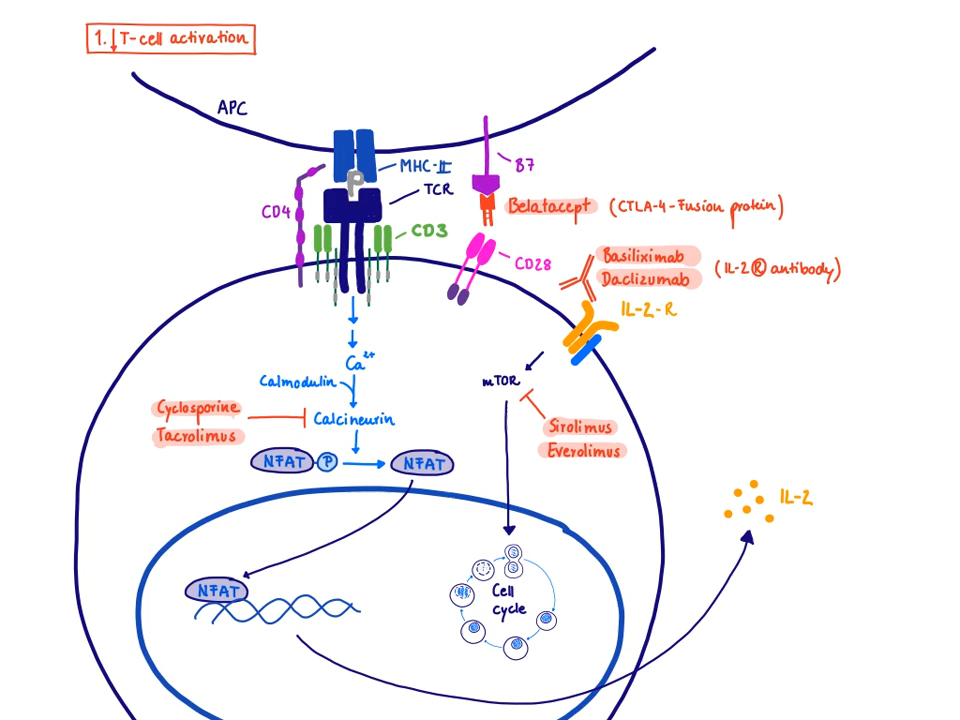 1. ↓ T-cell activation
APC
MHC-II
B7
P
TCR
CD4
Belatacept (CTLA-4-Fusion protein)
CD3
CD28
Basiliximab
Daclizumab
(IL-2 R antibody)
IL-2-R
Ca2+
mTOR
Calmodulin
Cyclosporine
Tacrolimus
Calcineurin
Sirolimus
Everolimus
NFAT P
NFAT
IL-2
NFAT
Cell
cycle